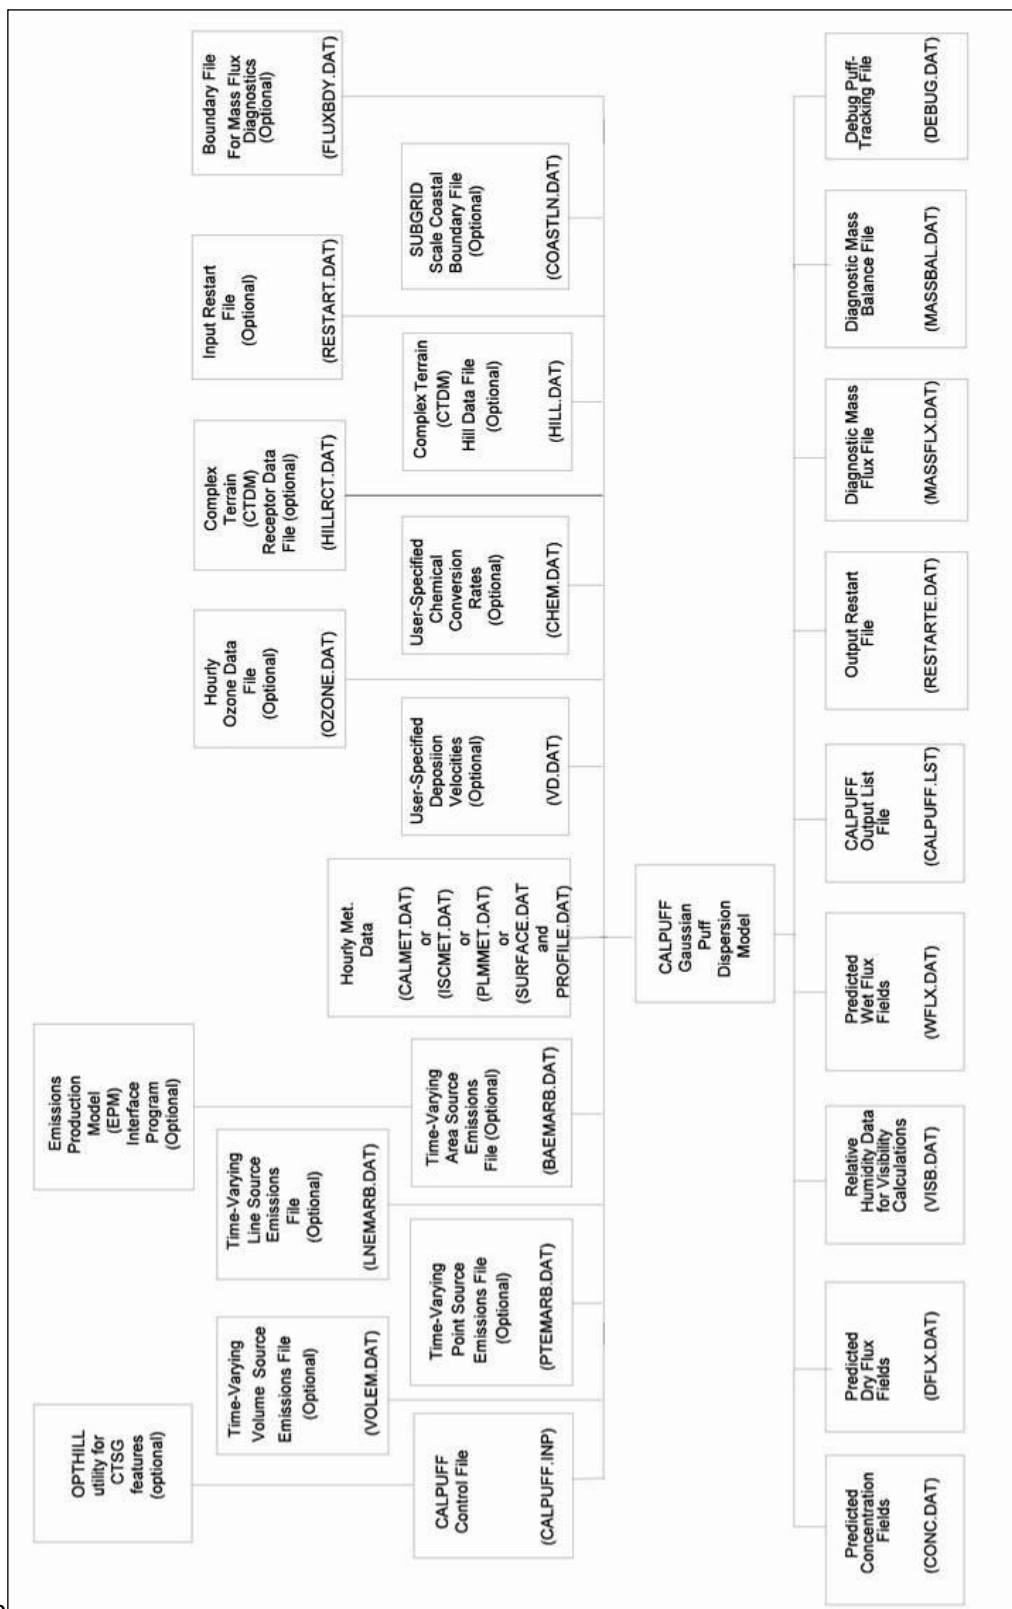 OPTHILL
utility for
CTSG
features
(optional)
Emissions
Production
Model
(EPM)
Interface
Program
(Optional)
Time-Varying
Volume Source
Emissions File
(Optional)
(VOLEM.DAT)
Time-Varying
Line Source
Emissions
File
(Optional)
(LNEMARB.DAT)
Hourly
Ozone Data
File
(Optional)
(OZONE.DAT)
Complex
Terrain
(CTDM)
Receptor Data
File (optional)
(HILLRCT.DAT)
Input Restart
File
(Optional)
(RESTART.DAT)
Boundary File
For Mass Flux
Diagnostics
(Optional)
(FLUXBDY.DAT)
CALPUFF
Control File
(CALPUFF.INP)
Time-Varying
Point Source
Emissions File
(Optional)
(PTEMARB.DAT)
Time-Varying
Area Source
Emissions
File (Optional)
(BAEMARB.DAT)
Hourly Met.
Data
(CALMET.DAT)
or
(ISCMET.DAT)
or
(PLMMET.DAT)
or
(SURFACE.DAT
and
PROFILE.DAT)
User-Specified
Deposiion
Velocities
(Optional)
(VD.DAT)
User-Specified
Chemical
Conversion
Rates
(Optional)
(CHEM.DAT)
Complex Terrain
(CTDM)
Hill Data File
(Optional)
(HILL.DAT)
SUBGRID
Scale Coastal
Boundary File
(Optional)
(COASTLN.DAT)
CALPUFF
Gaussian
Puff
Dispersion
Model
Predicted
Concentration
Fields
(CONC.DAT)
Predicted
Dry Flux
Fields
(DFLX.DAT)
Relative
Humidity Data
for Visibility
Calculations
(VISB.DAT)
Predicted
Wet Flux
Fields
(WFLX.DAT)
CALPUFF
Output List
File
(CALPUFF.LST)
Output Restart
File
(RESTARTE.DAT)
Diagnostic Mass
Flux File
(MASSFLX.DAT)
Diagnostic Mass
Balance File
(MASSBAL.DAT)
Debug Puff-
Tracking File
(DEBUG.DAT)